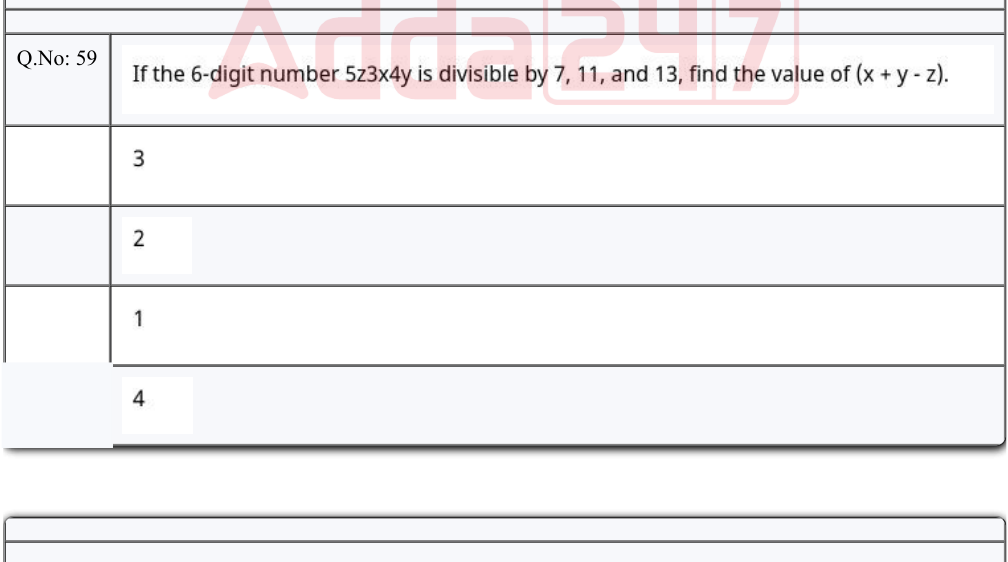 Adda247
Q.No: 59
If the 6-digit number 5z3x4y is divisible by 7, 11, and 13, find the value of (x + y - z).
3
2
1
4